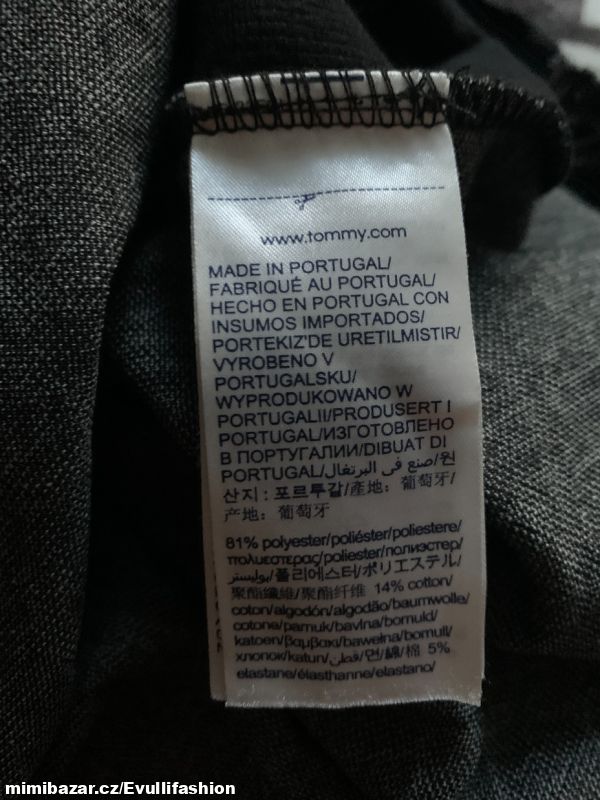 www.tommy.com
MADE IN PORTUGAL/
FABRIQUÉ AU PORTUGAL/
HECHO EN PORTUGAL CON
INSUMOS IMPORTADOS/
PORTEKIZ'DE URETILMISTIR/
VYROBENO V
PORTUGALSKU/
WYPRODUKOWANO W
PORTUGALII/PRODUSERT I
PORTUGAL/ИЗГОТОВЛЕНО
В ПОРТУГАЛИИ/DIBUAT DI
PORTUGAL/صنع في البرتغال/원
산지 : 포르투갈/產地: 葡萄牙/
产地: 葡萄牙
81% polyester/poliéster/poliestere/
πολυεστερας/poliester/полиэстер/
بوليستر/폴리에스터/ポリエステル/
聚酯纖維/聚酯纤维 14% cotton/
coton/algodón/algodão/baumwolle/
cotone/pamuk/bavlna/bomuld/
katoen/βαμβακι/bawełna/bomull/
хлопок/katun/قطن/면/綿/棉 5%
elastane/élasthanne/elastano/
mimibazar.cz/Evullifashion